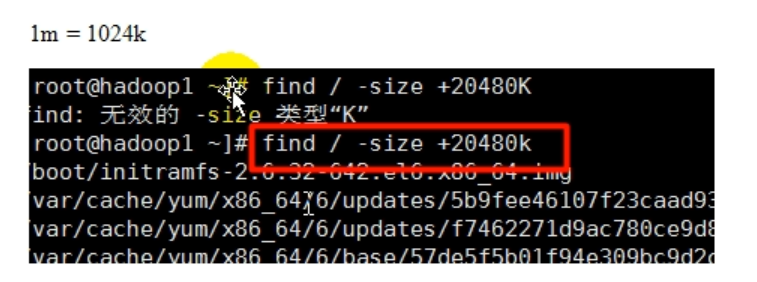 1m = 1024k
root@hadoop1 ~]# find / -size +20480K
ind: 无效的 -size 类型“K”
root@hadoop1 ~]# find / -size +20480k
/boot/initramfs-2.6.32-642.el6.x86_64.img
/var/cache/yum/x86_64/6/updates/5b9fee46107f23caad93
/var/cache/yum/x86_64/6/updates/f7462271d9ac780ce9d8
/var/cache/yum/x86_64/6/base/57de5f5b01f94e309bc9d2c